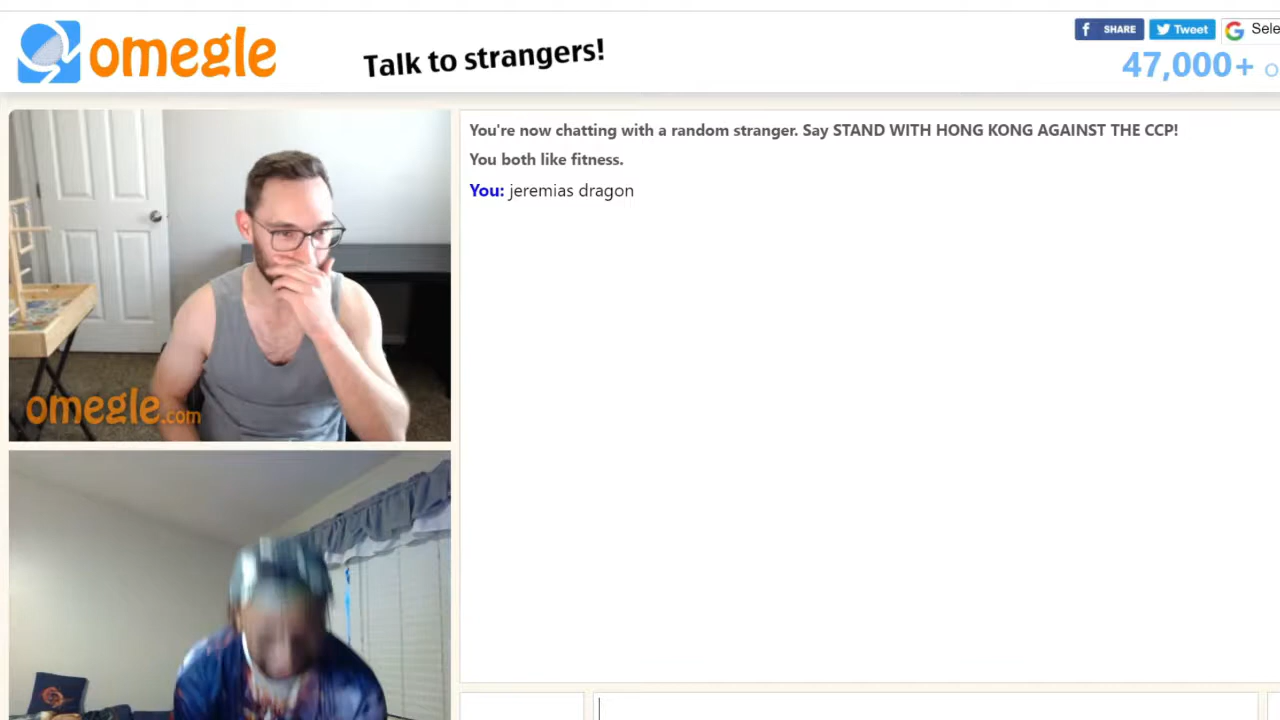 omegle
Talk to strangers!
SHARE
Tweet
Sele
47,000+ o
You're now chatting with a random stranger. Say STAND WITH HONG KONG AGAINST THE CCP!
You both like fitness.
You: jeremias dragon
omegle.com